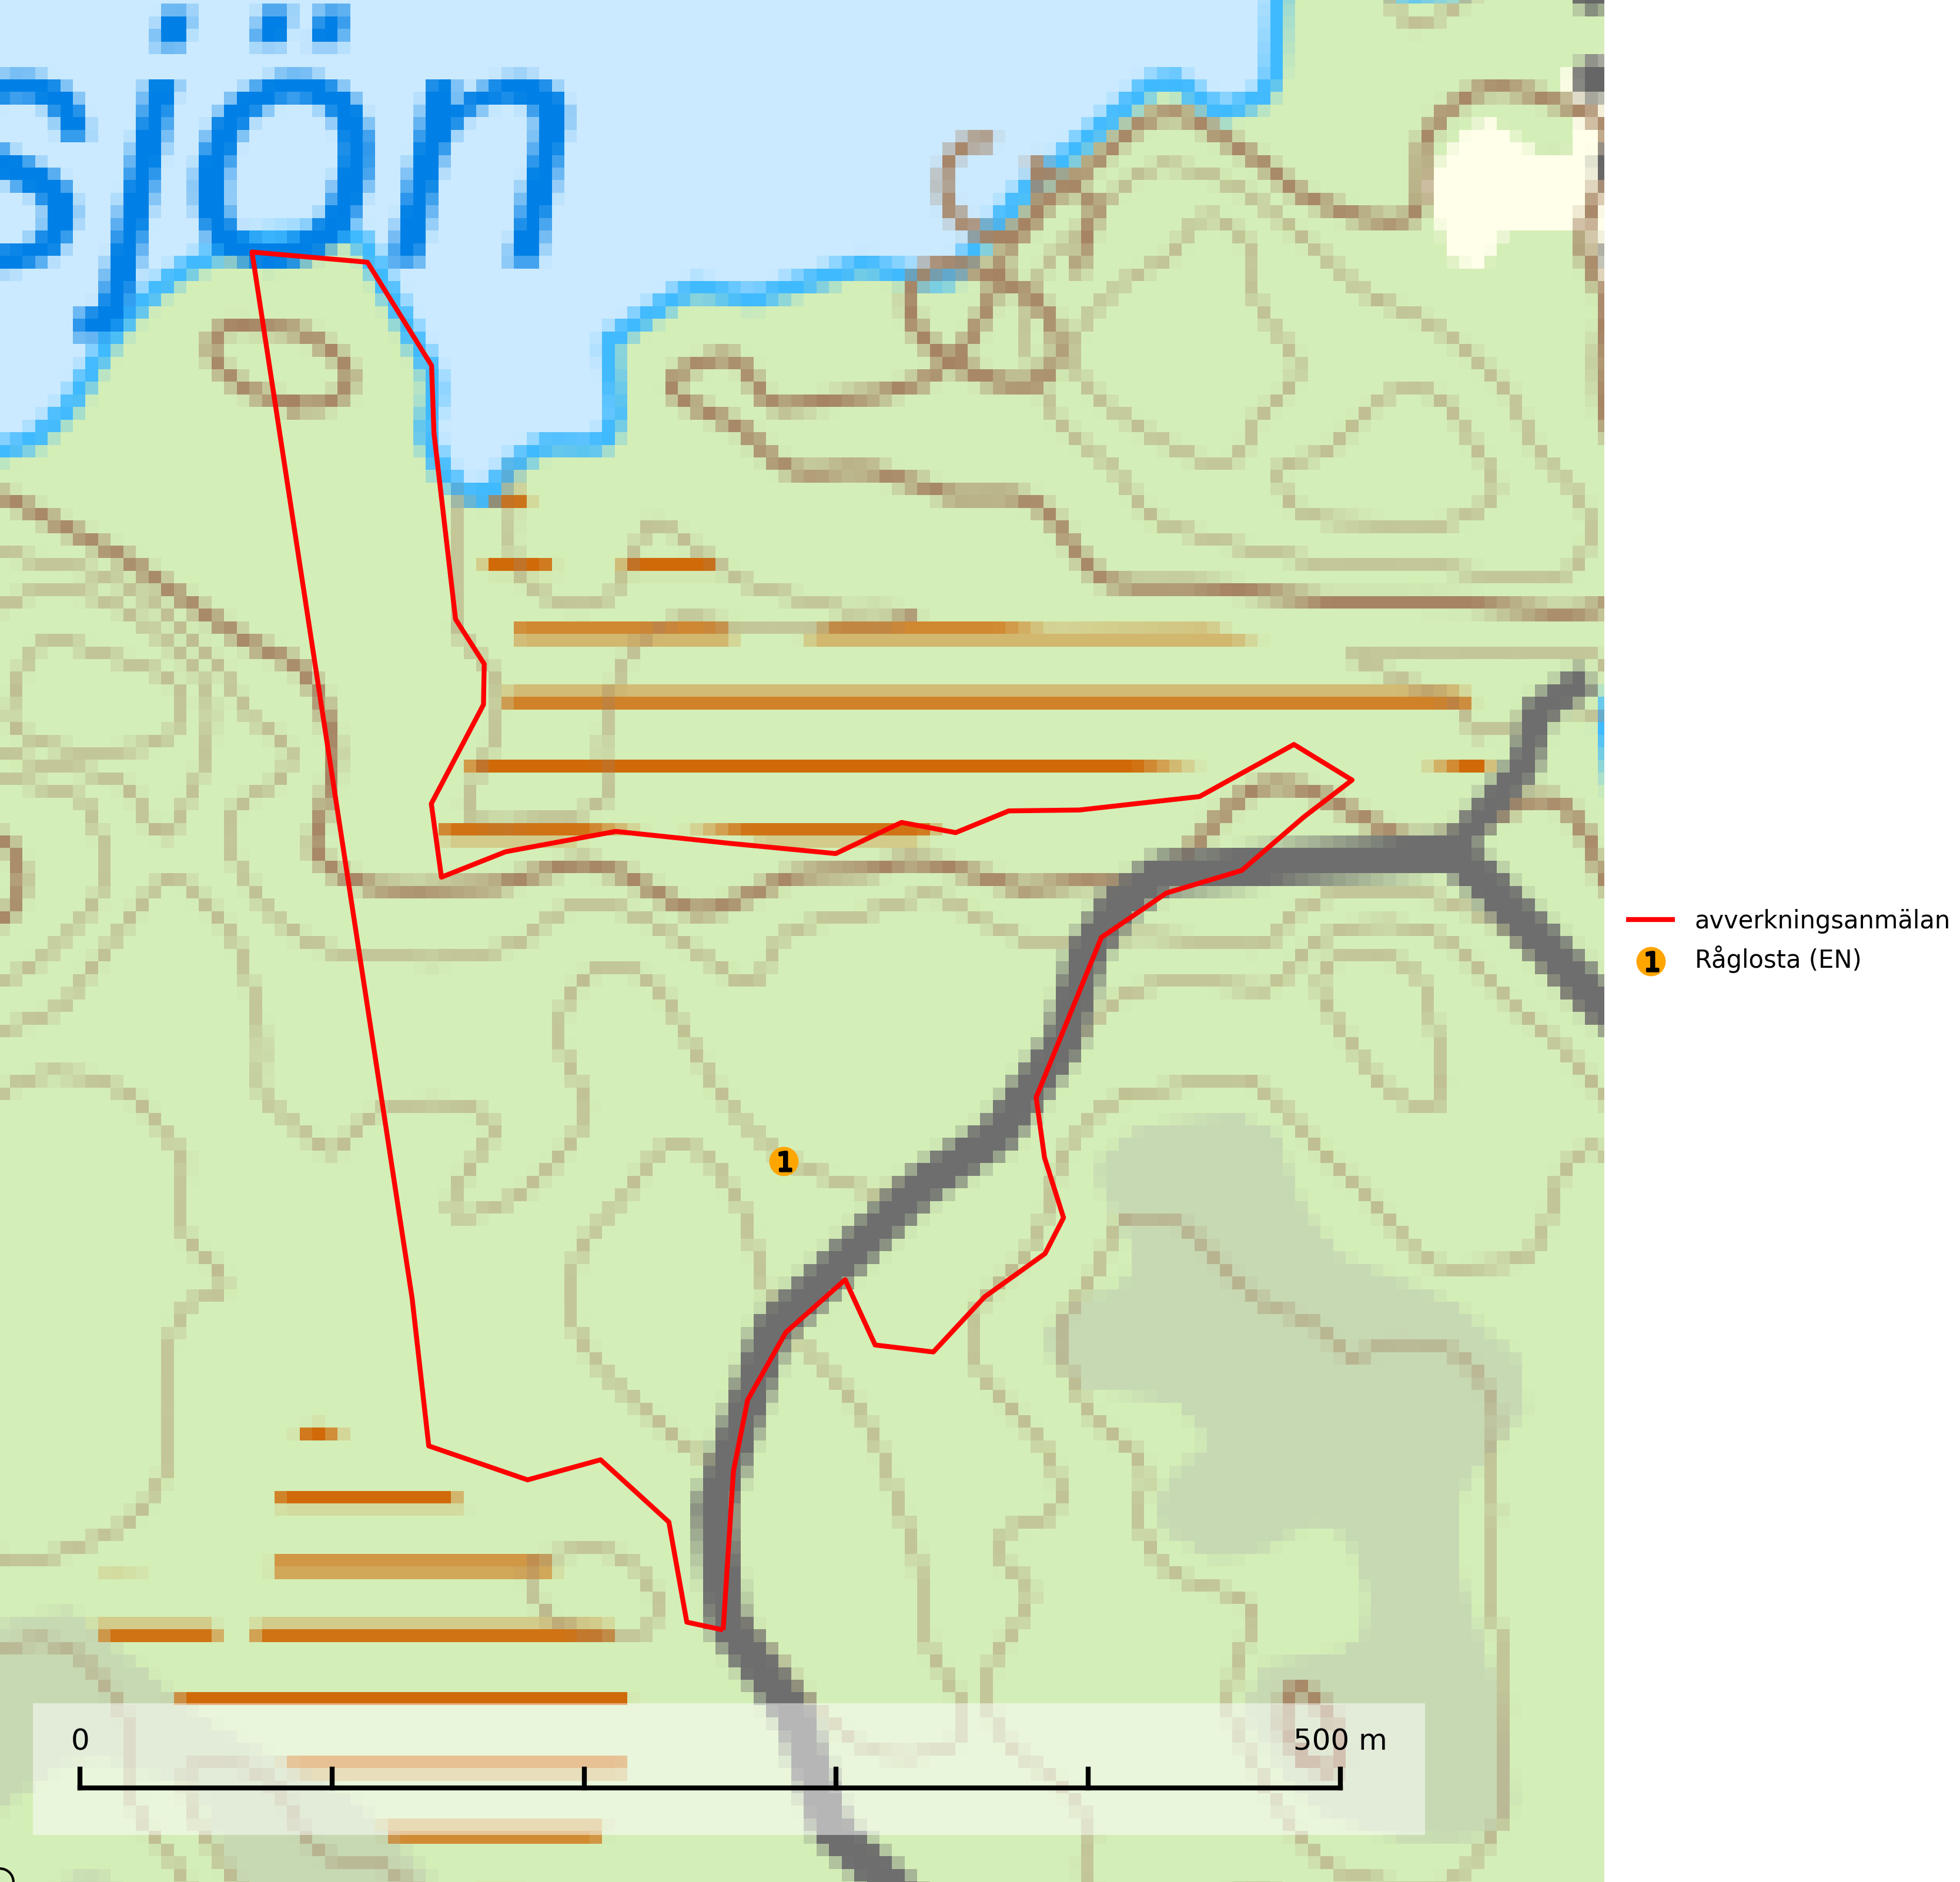 sjön
avverkningsanmälan
1 Råglosta (EN)
1
0 500 m